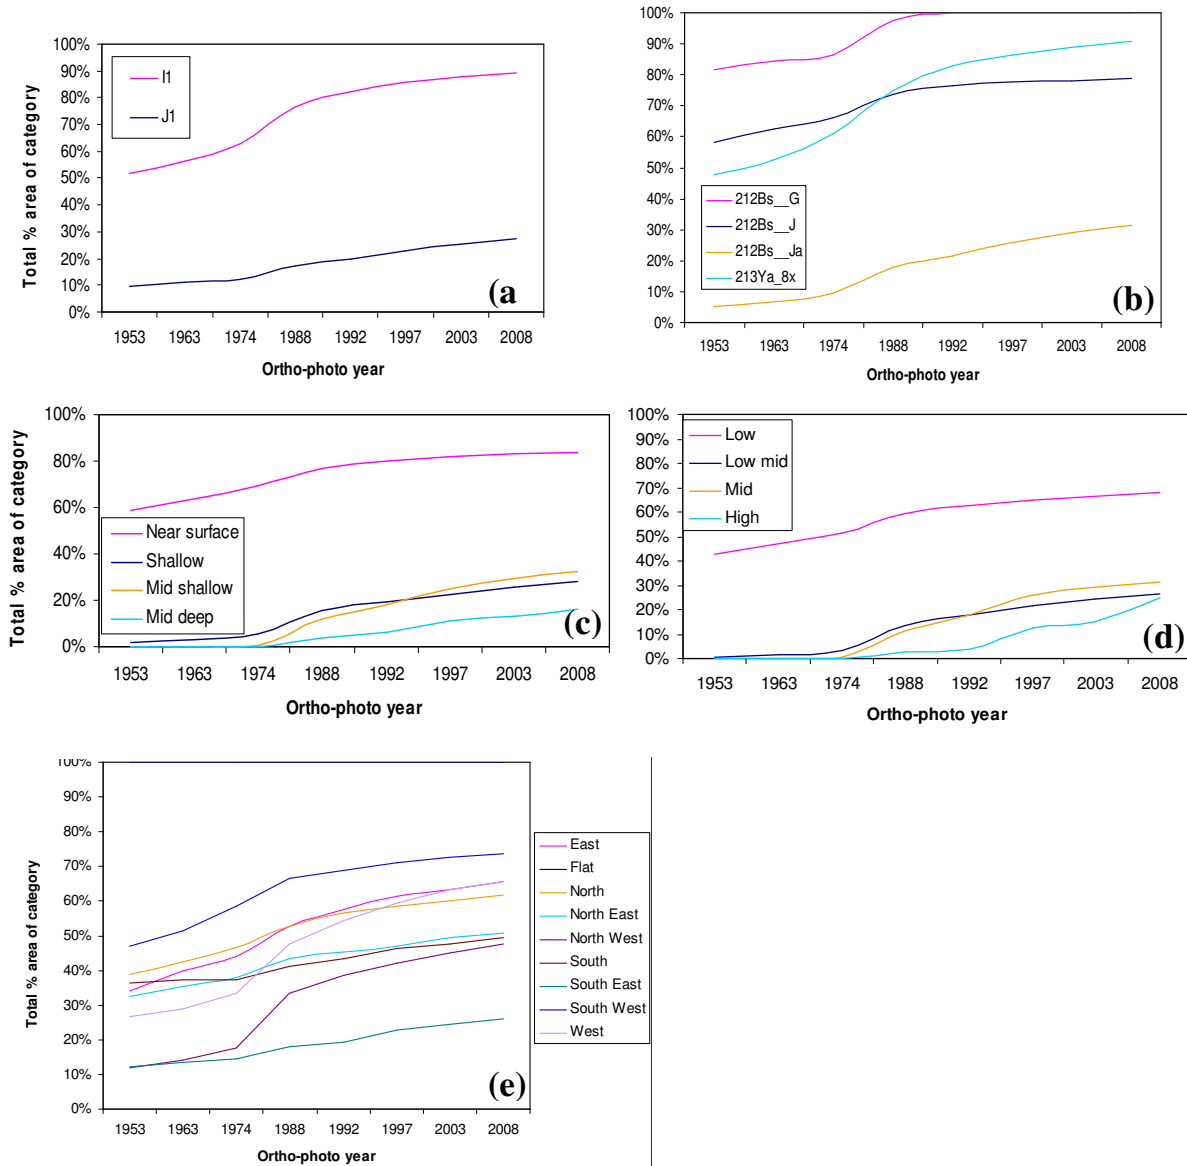 Total % area of category
100%
90%
80%
70%
60%
50%
40%
30%
20%
10%
0%
I1
J1
(a
1953 1963 1974 1988 1992 1997 2003 2008
Ortho-photo year
Total % area of category
100%
90%
80%
70%
60%
50%
40%
30%
20%
10%
0%
212Bs__G
212Bs__J
212Bs__Ja
213Ya_8x
(b)
1953 1963 1974 1988 1992 1997 2003 2008
Ortho-photo year
Total % area of category
100%
80%
60%
40%
20%
0%
Near surface
Shallow
Mid shallow
Mid deep
(c)
1953 1963 1974 1988 1992 1997 2003 2008
Ortho-photo year
100%
90%
80%
70%
60%
50%
40%
30%
20%
10%
0%
Low
Low mid
Mid
High
(d)
1953 1963 1974 1988 1992 1997 2003 2008
Ortho-photo year
Total % area of category
100%
90%
80%
70%
60%
50%
40%
30%
20%
10%
0%
(e)
1953 1963 1974 1988 1992 1997 2003 2008
Ortho-photo year
East
Flat
North
North East
North West
South
South East
South West
West